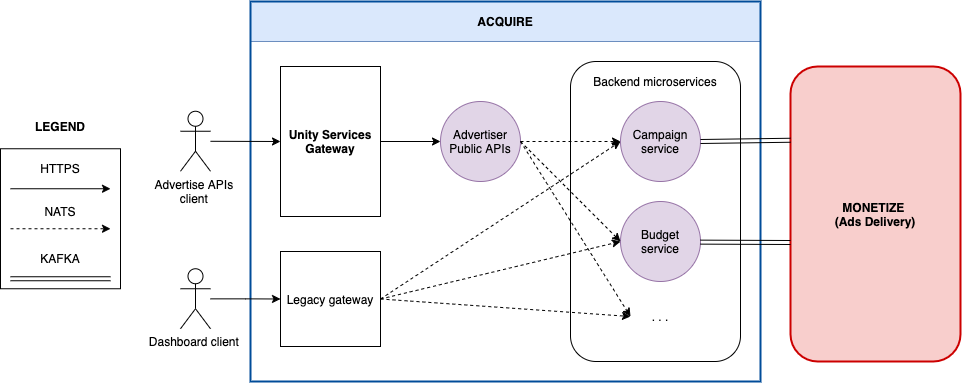 ACQUIRE
LEGEND
HTTPS
NATS
KAFKA
Advertise APIs
client
Dashboard client
Unity Services
Gateway
Legacy gateway
Advertiser
Public APIs
Backend microservices
Campaign
service
Budget
service
...
MONETIZE
(Ads Delivery)